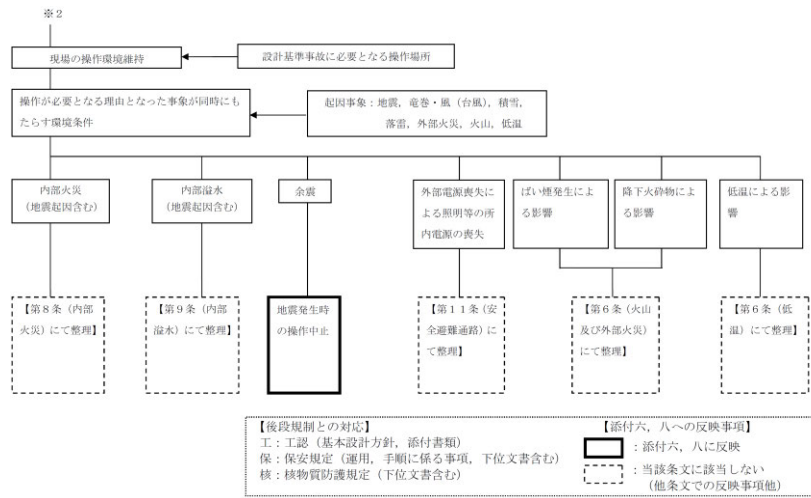 ※2
現場の操作環境維持
設計基準事故に必要となる操作場所
操作が必要となる理由となった事象が同時にも
たらす環境条件
起因事象：地震，竜巻・風（台風），積雪，
落雷，外部火災，火山，低温
内部火災
（地震起因含む）
内部溢水
（地震起因含む）
余震
外部電源喪失
による照明等の所
内電源の喪失
ばい煙発生によ
る影響
降下火砕物によ
る影響
低温による影
響
【第８条（内部
火災）にて整理】
【第９条（内部
溢水）にて整理】
地震発生時
の操作中止
【第１１条（安
全避難通路）に
て整理】
【第６条（火山
及び外部火災）
にて整理】
【第６条（低
温）にて整理】
【後段規制との対応】
工：工認（基本設計方針，添付書類）
保：保安規定（運用，手順に係る事項，下位文書含む）
核：核物質防護規定（下位文書含む）
【添付六，八への反映事項】
：添付六，八に反映
：当該条文に該当しない
（他条文での反映事項他）